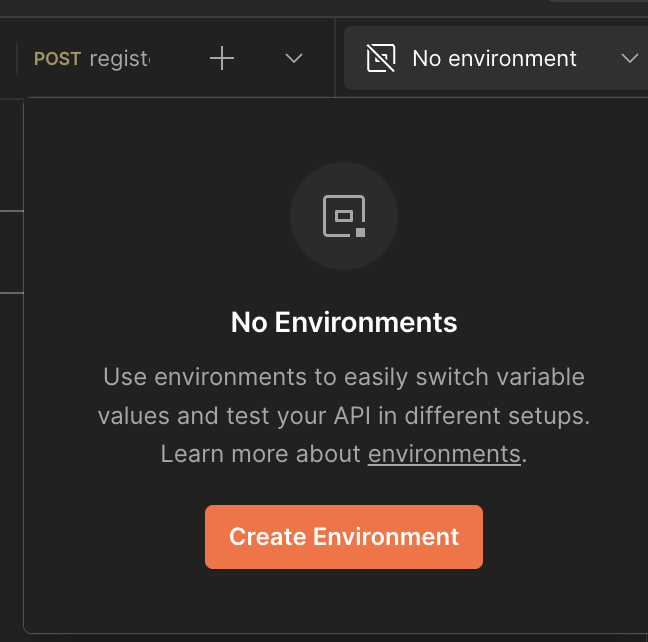 POST regist
No environment
No Environments
Use environments to easily switch variable
values and test your API in different setups.
Learn more about environments.
Create Environment